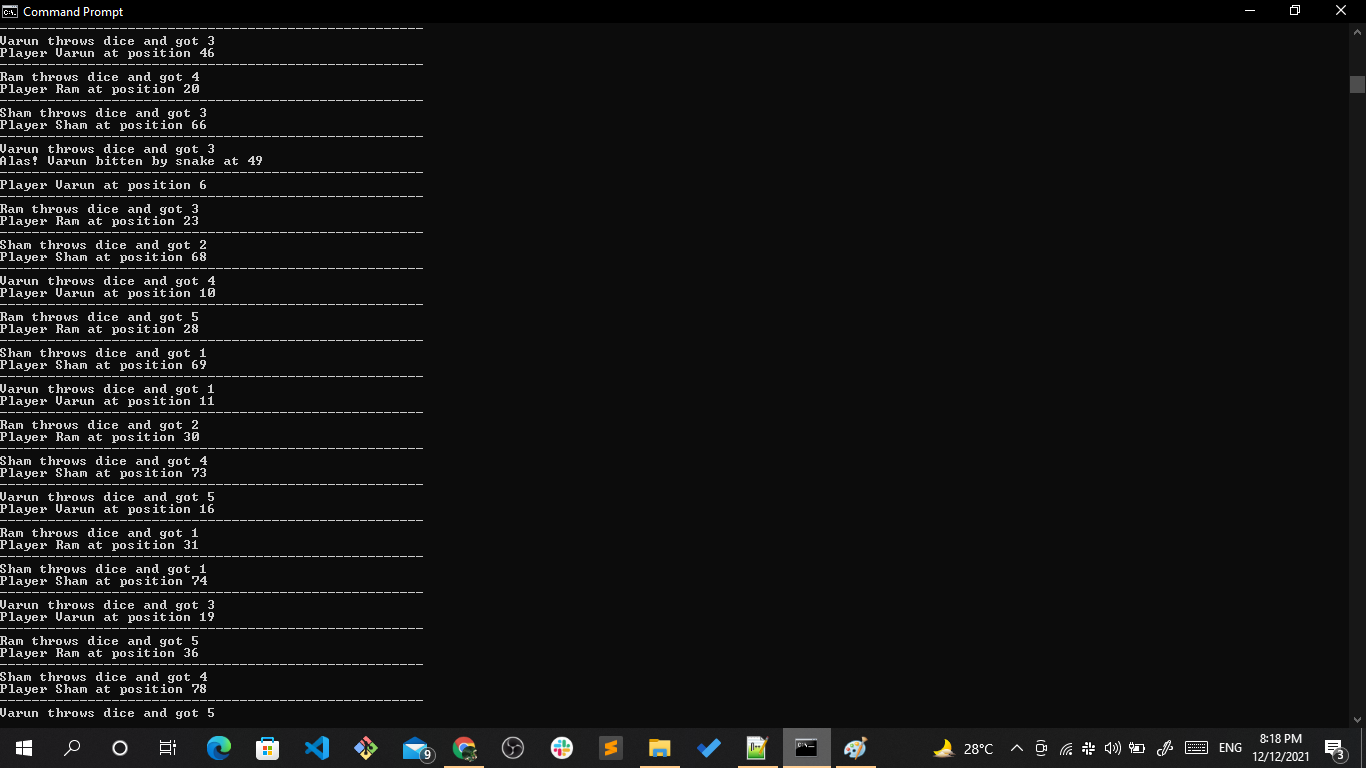 Command Prompt
----------------------------------------------------
Varun throws dice and got 3
Player Varun at position 46
----------------------------------------------------
Ram throws dice and got 4
Player Ram at position 20
----------------------------------------------------
Sham throws dice and got 3
Player Sham at position 66
----------------------------------------------------
Varun throws dice and got 3
Alas! Varun bitten by snake at 49
----------------------------------------------------
Player Varun at position 6
----------------------------------------------------
Ram throws dice and got 3
Player Ram at position 23
----------------------------------------------------
Sham throws dice and got 2
Player Sham at position 68
----------------------------------------------------
Varun throws dice and got 4
Player Varun at position 10
----------------------------------------------------
Ram throws dice and got 5
Player Ram at position 28
----------------------------------------------------
Sham throws dice and got 1
Player Sham at position 69
----------------------------------------------------
Varun throws dice and got 1
Player Varun at position 11
----------------------------------------------------
Ram throws dice and got 2
Player Ram at position 30
----------------------------------------------------
Sham throws dice and got 4
Player Sham at position 73
----------------------------------------------------
Varun throws dice and got 5
Player Varun at position 16
----------------------------------------------------
Ram throws dice and got 1
Player Ram at position 31
----------------------------------------------------
Sham throws dice and got 1
Player Sham at position 74
----------------------------------------------------
Varun throws dice and got 3
Player Varun at position 19
----------------------------------------------------
Ram throws dice and got 5
Player Ram at position 36
----------------------------------------------------
Sham throws dice and got 4
Player Sham at position 78
----------------------------------------------------
Varun throws dice and got 5
9
28°C
ENG
8:18 PM
12/12/2021
3